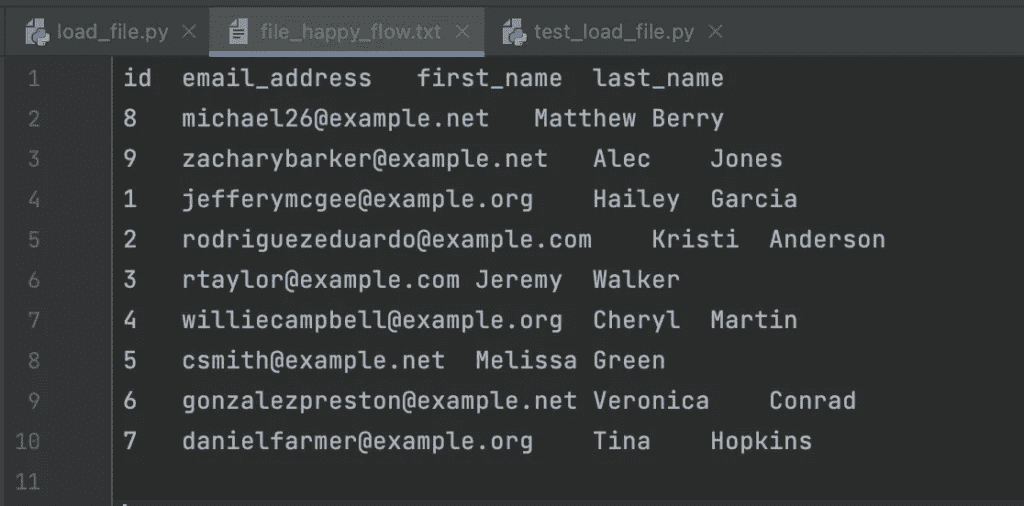 load_file.py file_happy_flow.txt test_load_file.py
1 id email_address first_name last_name
2 8 michael26@example.net Matthew Berry
3 9 zacharybarker@example.net Alec Jones
4 1 jefferymcgee@example.org Hailey Garcia
5 2 rodriguezeduardo@example.com Kristi Anderson
6 3 rtaylor@example.com Jeremy Walker
7 4 williecampbell@example.org Cheryl Martin
8 5 csmith@example.net Melissa Green
9 6 gonzalezpreston@example.net Veronica Conrad
10 7 danielfarmer@example.org Tina Hopkins
11